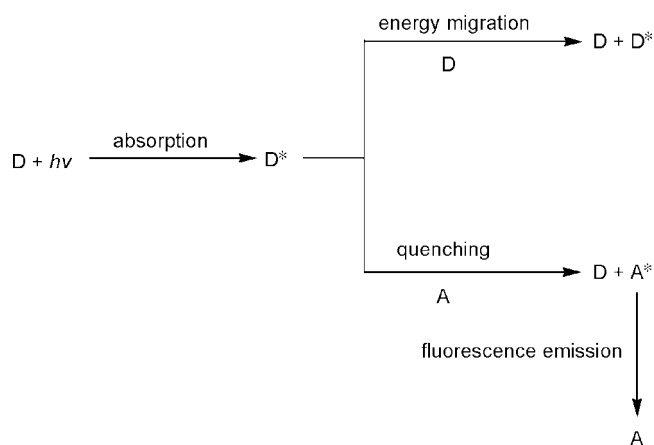 energy migration
D + D*
D
absorption
D + hν
D*
quenching
D + A*
A
fluorescence emission
A